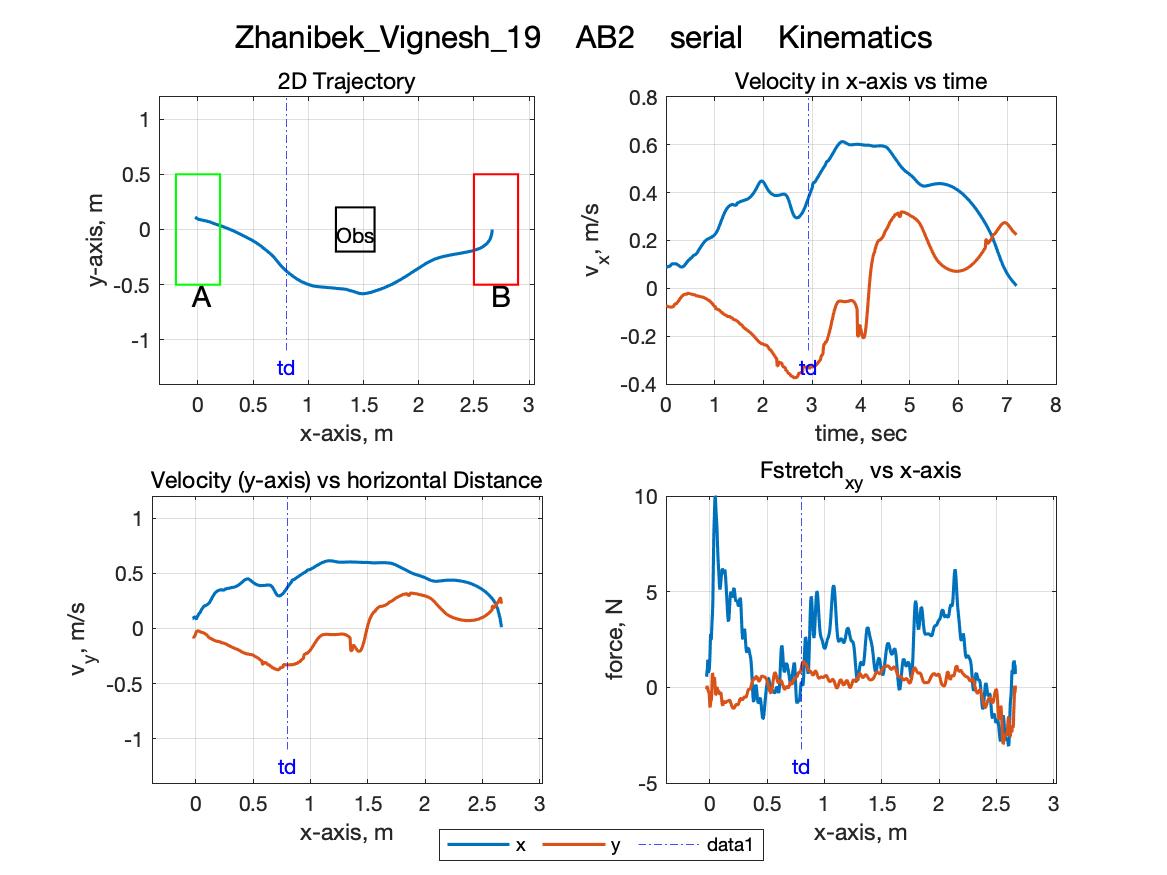 Zhanibek_Vignesh_19 AB2 serial Kinematics
2D Trajectory
1
0.5
0
-0.5
-1
y-axis, m
A
Obs
B
td
0 0.5 1 1.5 2 2.5 3
x-axis, m
Velocity in x-axis vs time
0.8
0.6
0.4
0.2
0
-0.2
-0.4
vx, m/s
td
0 1 2 3 4 5 6 7 8
time, sec
Velocity (y-axis) vs horizontal Distance
1
0.5
0
-0.5
-1
vy, m/s
td
0 0.5 1 1.5 2 2.5 3
x-axis, m
Fstretchxy vs x-axis
10
5
0
-5
force, N
td
0 0.5 1 1.5 2 2.5 3
x-axis, m
x y data1